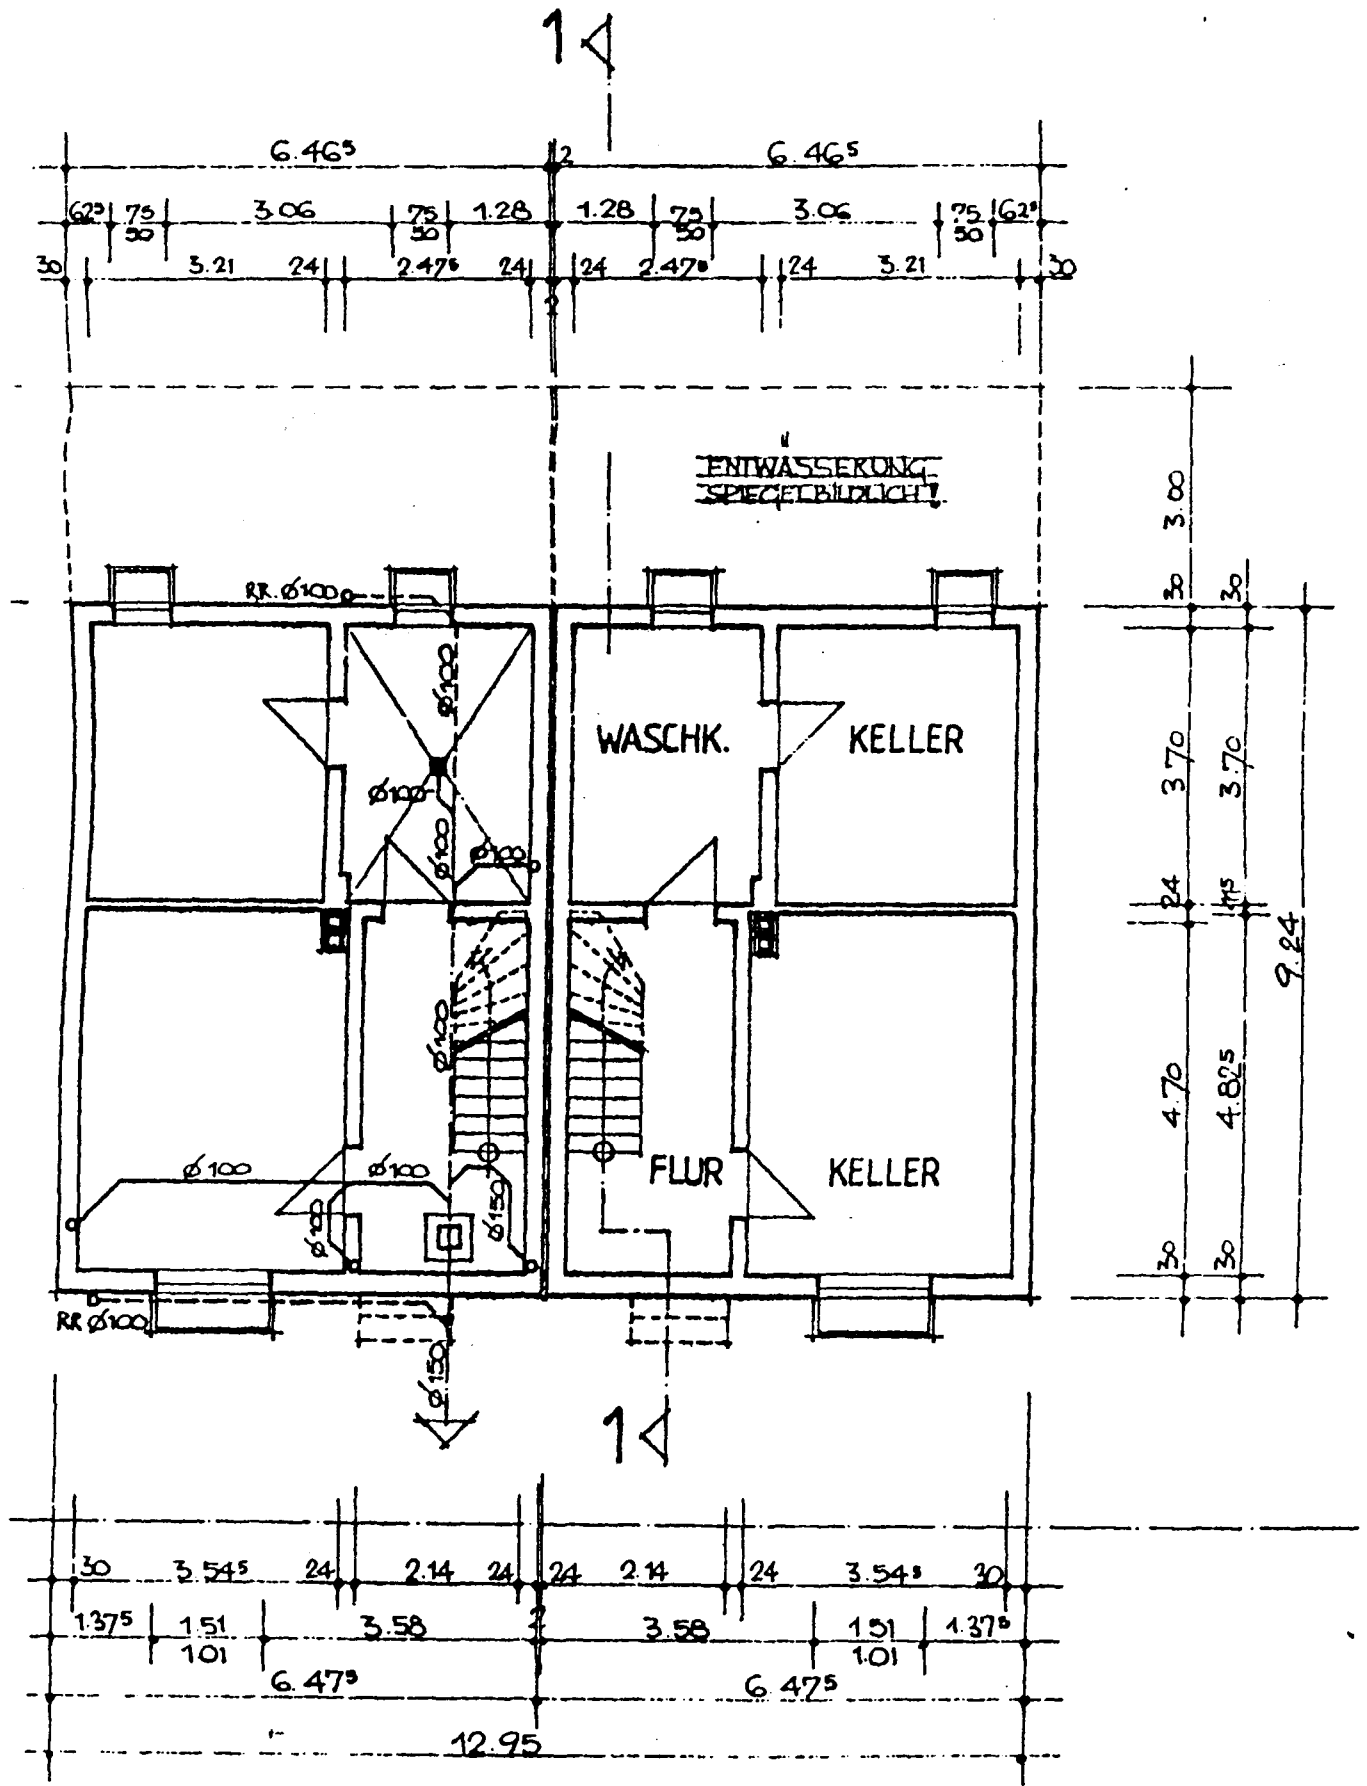 1
6.46⁵ 2 6.46⁵
62⁵ 75 3.06 75 1.28 1.28 75 3.06 75 62⁵
50 50 50 50
30 3.21 24 2.47⁵ 24 24 2.47⁵ 24 3.21 30
2
ENTWÄSSERUNG
SPIEGELBILDLICH!
3.00
RR. Ø100
30 30
Ø100
WASCHK. KELLER
3.70 3.70
Ø100
Ø100 Ø100
24 11⁵
9.24
Ø100
4.70 4.82⁵
Ø100 Ø100 FLUR KELLER
Ø100 Ø150
30 30
RR Ø100
Ø150
1
30 3.54⁵ 24 2.14 24 24 2.14 24 3.54⁵ 30
1.37⁵ 1.51 3.58 2 3.58 1.51 1.37⁵
1.01 1.01
6.47⁵ 6.47⁵
12.95